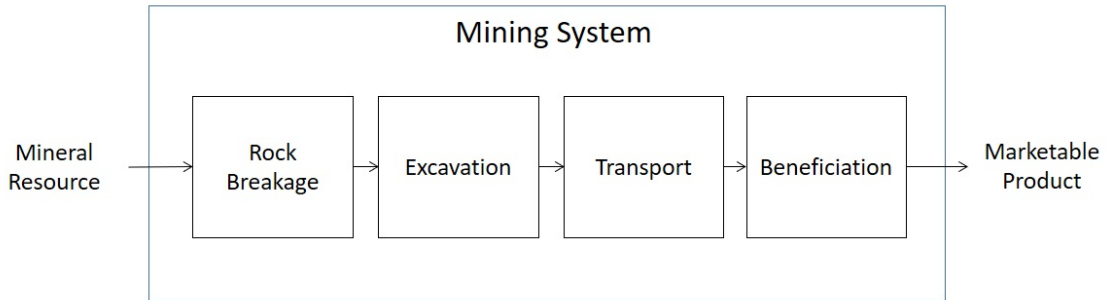 Mining System
Mineral
Resource
Rock
Breakage
Excavation
Transport
Beneficiation
Marketable
Product